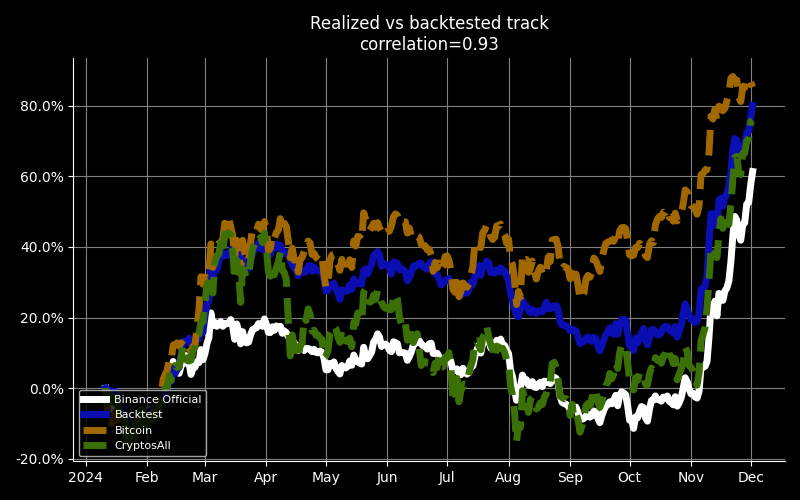 Realized vs backtested track
correlation=0.93
80.0%
60.0%
40.0%
20.0%
0.0%
-20.0%
Binance Official
Backtest
Bitcoin
CryptosAll
2024 Feb Mar Apr May Jun Jul Aug Sep Oct Nov Dec